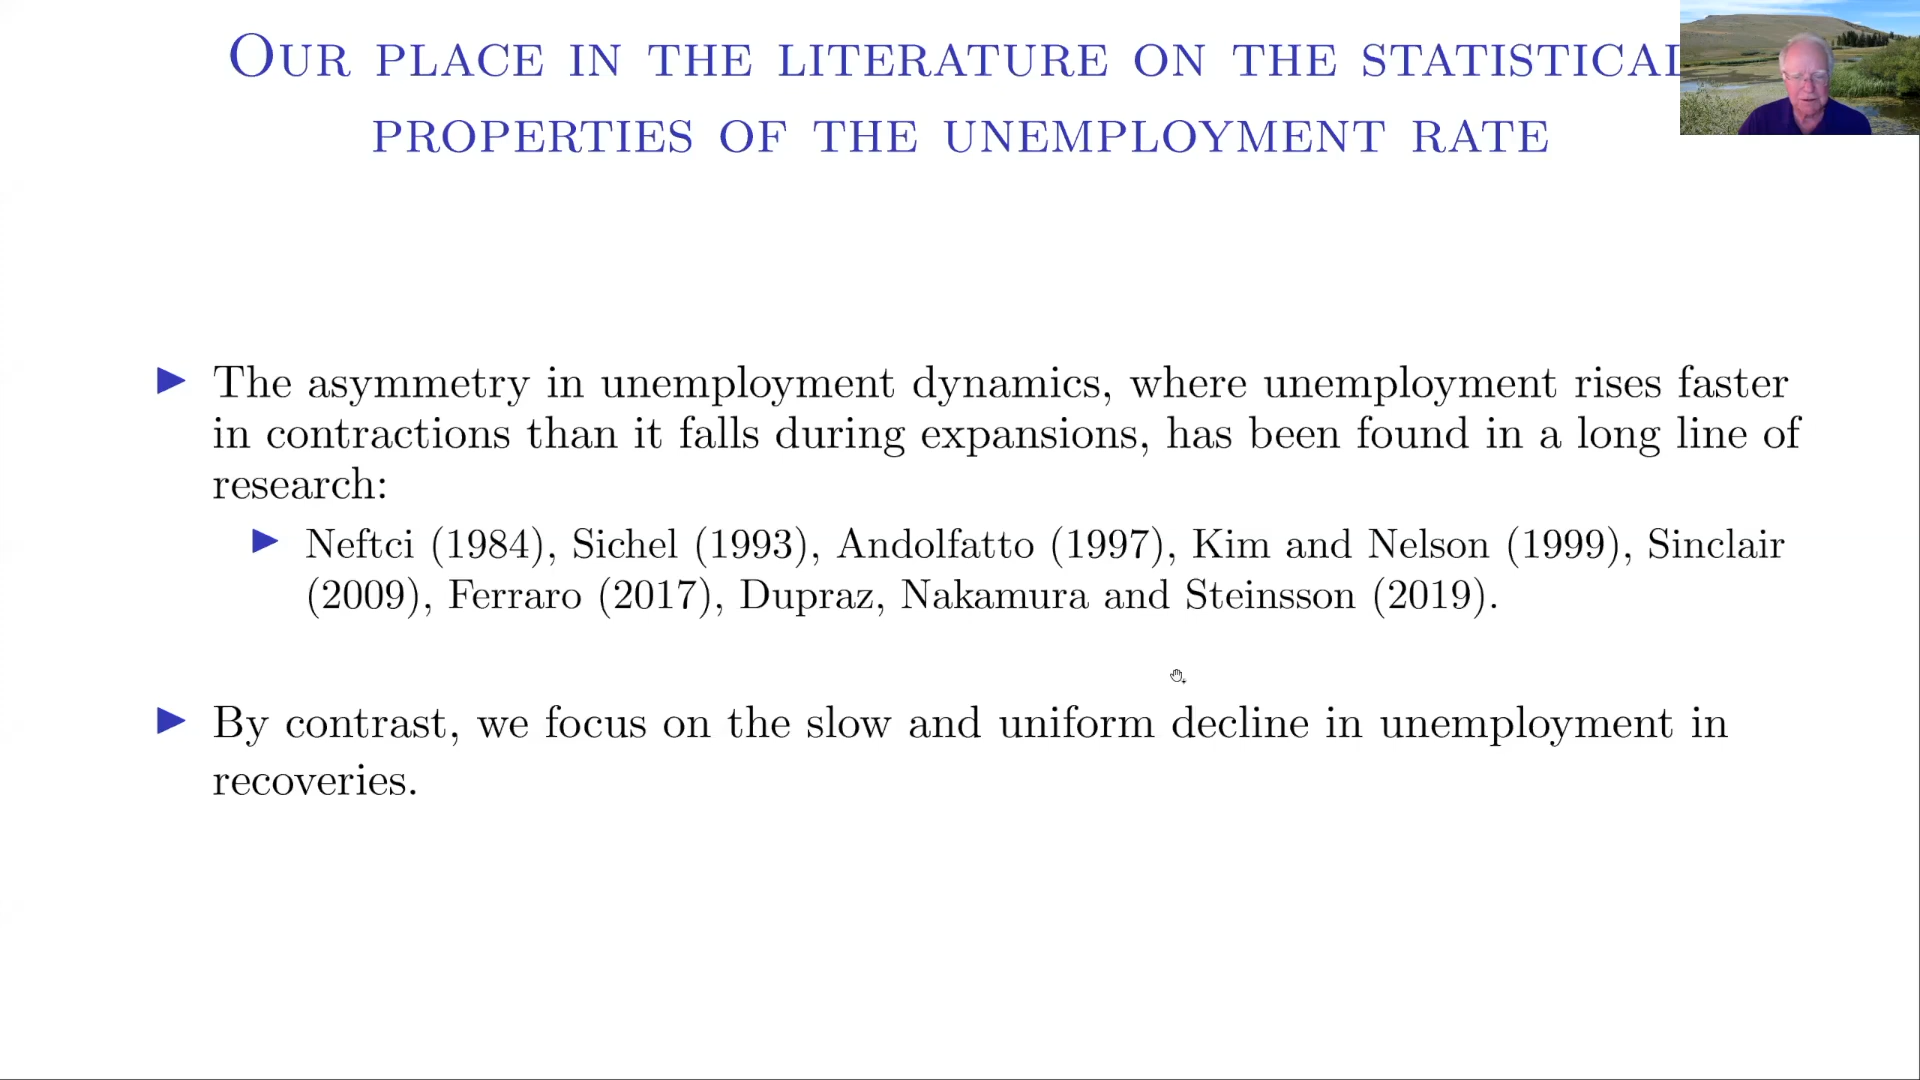 OUR PLACE IN THE LITERATURE ON THE STATISTICAL
PROPERTIES OF THE UNEMPLOYMENT RATE
The asymmetry in unemployment dynamics, where unemployment rises faster
in contractions than it falls during expansions, has been found in a long line of
research:
Neftci (1984), Sichel (1993), Andolfatto (1997), Kim and Nelson (1999), Sinclair
(2009), Ferraro (2017), Dupraz, Nakamura and Steinsson (2019).
By contrast, we focus on the slow and uniform decline in unemployment in
recoveries.